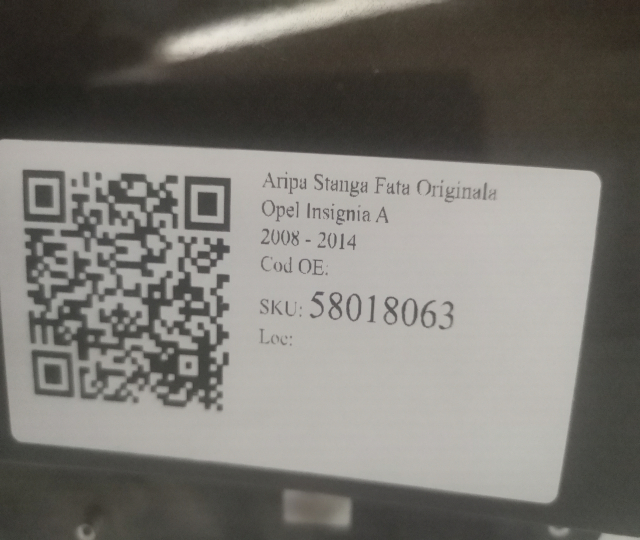 Aripa Stanga Fata Originala
Opel Insignia A
2008 - 2014
Cod OE:
SKU: 58018063
Loc: